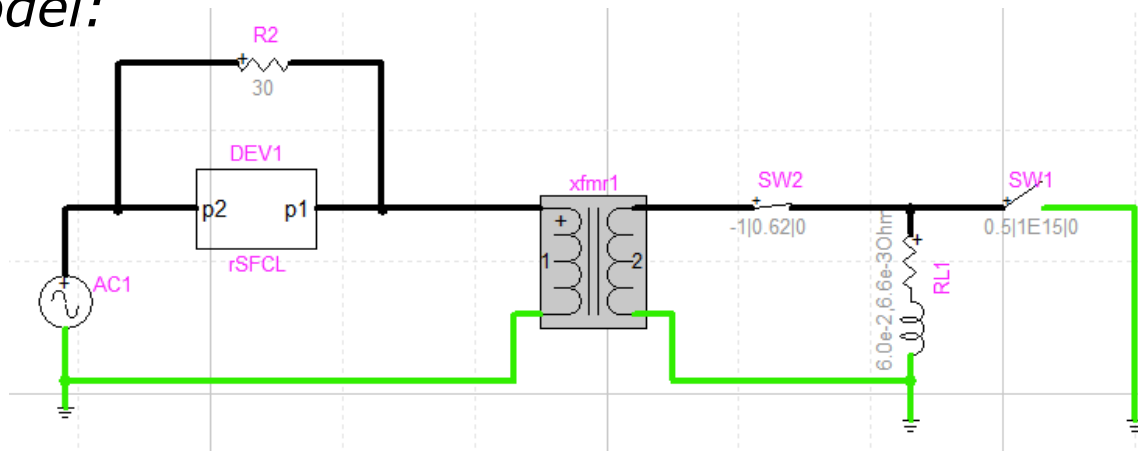 odel:
R2
+
30
DEV1
p2
p1
rSFCL
+
AC1
xfmr1
+
1
2
SW2
+
-1|0.62|0
SW1
+
0.5|1E15|0
+
RL1
6.0e-2,6.6e-3Ohm